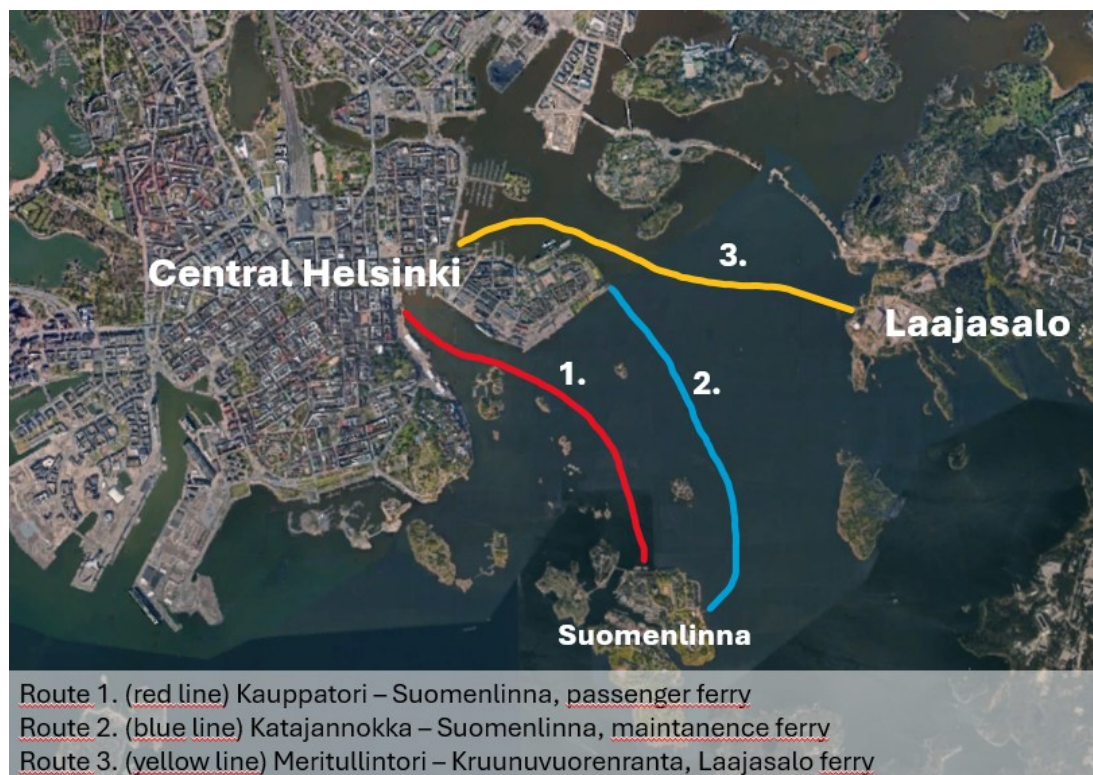 Central Helsinki
3.
Laajasalo
1.
2.
Suomenlinna
Route 1. (red line) Kauppatori – Suomenlinna, passenger ferry
Route 2. (blue line) Katajannokka – Suomenlinna, maintanence ferry
Route 3. (yellow line) Meritullintori – Kruunuvuorenranta, Laajasalo ferry